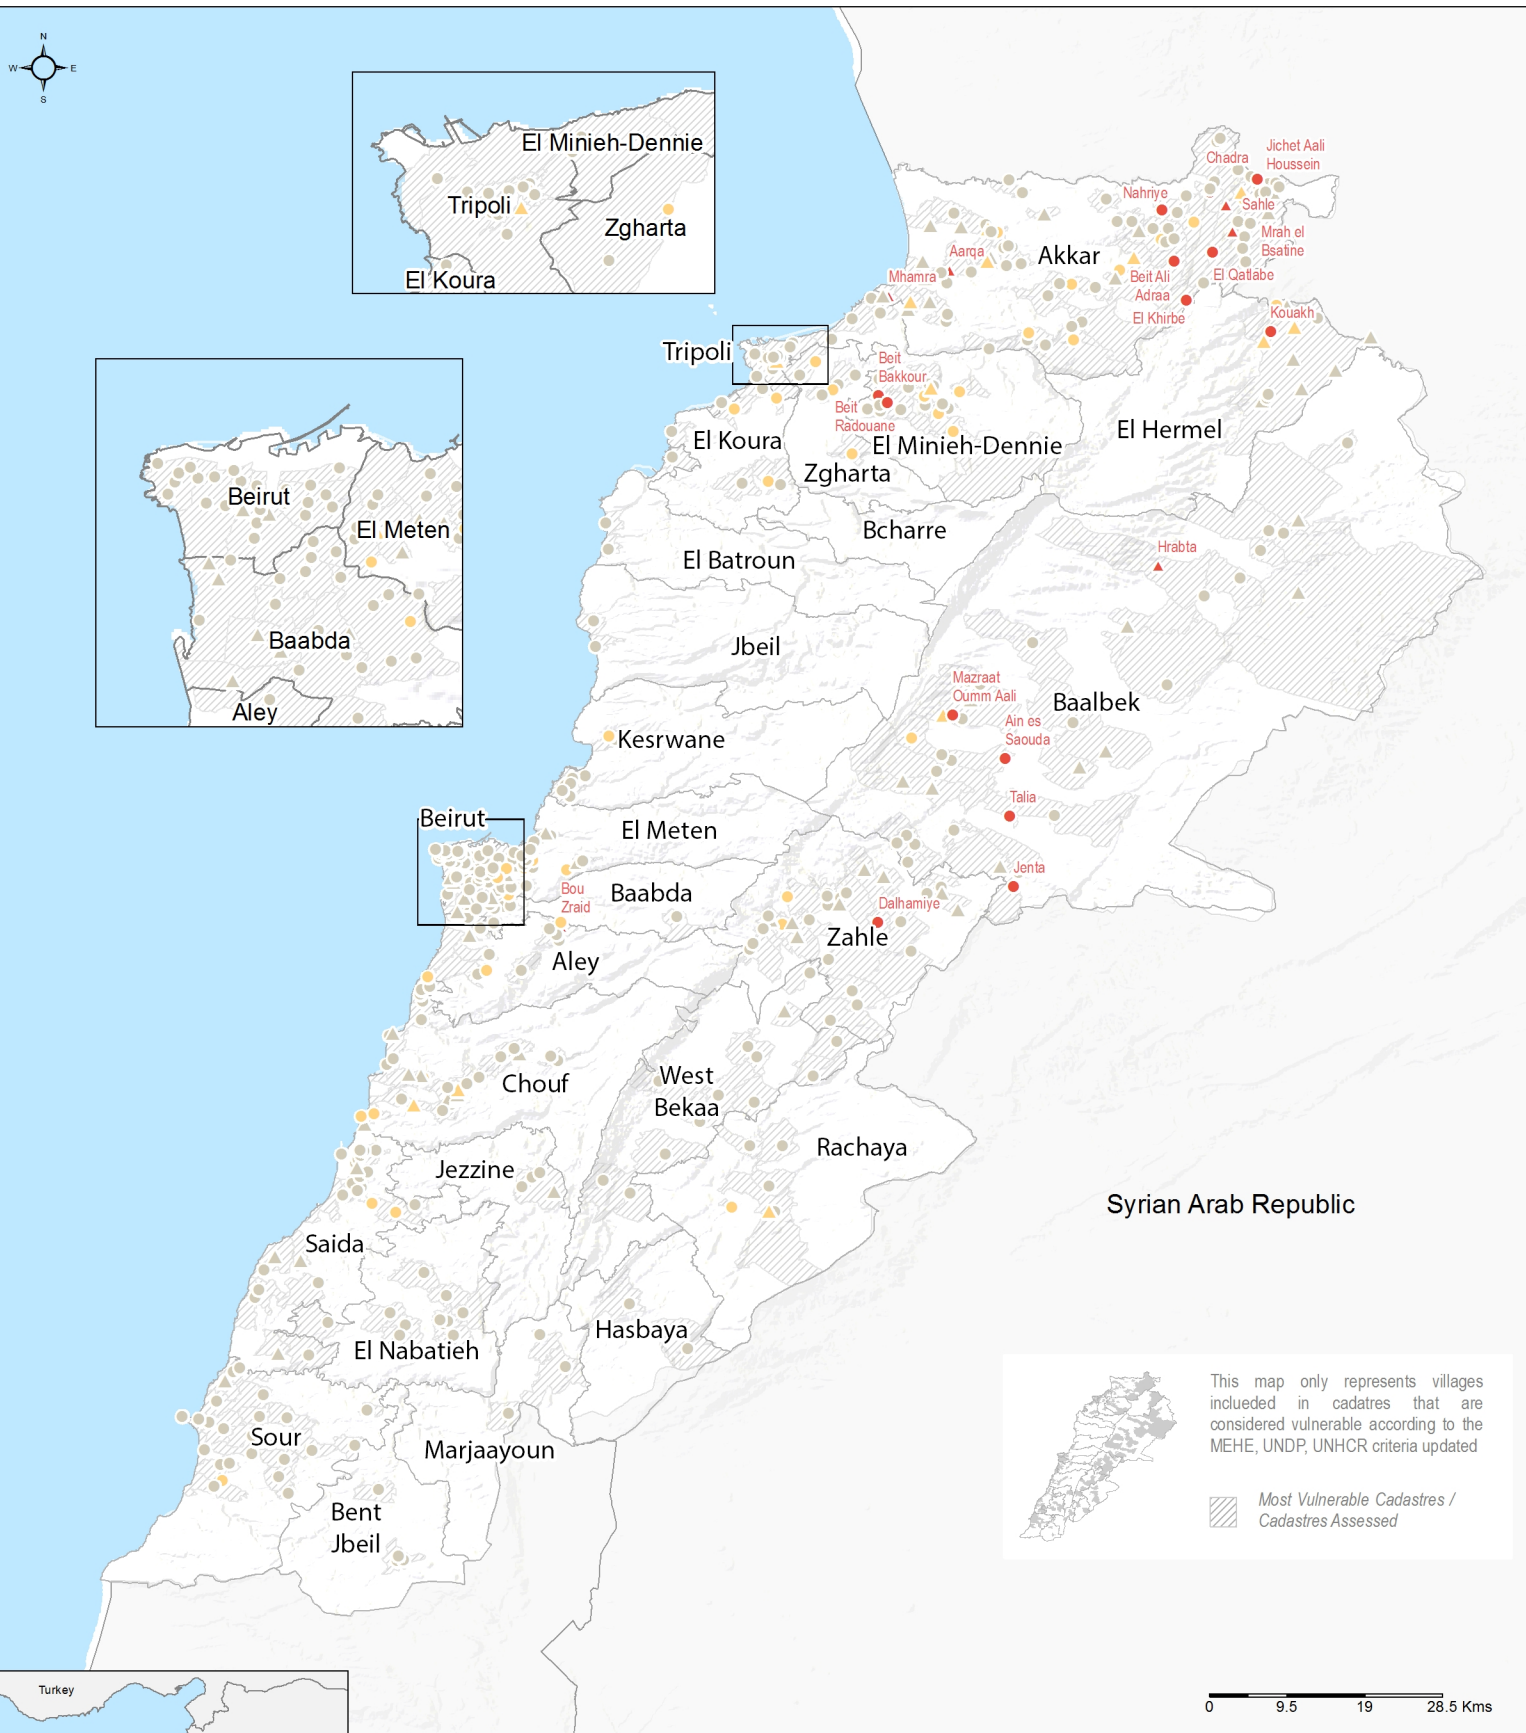 N
W
E
S
El Minieh-Dennie
Tripoli
Zgharta
El Koura
Chadra
Jichet Aali
Houssein
Nahriye
Sahle
Mrah el
Bsatine
Aarqa
Akkar
Mhamra
Beit Ali
Adraa
El Qatlabe
El Khirbe
Kouakh
Tripoli
Beit
Bakkour
Beit
Radouane
El Koura
El Minieh-Dennie
El Hermel
Zgharta
Beirut
El Meten
Baabda
Aley
Bcharre
El Batroun
Hrabta
Jbeil
Mazraat
Oumm Aali
Baalbek
Ain es
Saouda
Kesrwane
Talia
Beirut
El Meten
Jenta
Bou
Zraid
Baabda
Dalhamiye
Zahle
Aley
Chouf
West
Bekaa
Rachaya
Jezzine
Syrian Arab Republic
Saida
Hasbaya
El Nabatieh
Sour
Marjaayoun
Bent
Jbeil
This map only represents villages
inclueded in cadatres that are
considered vulnerable according to the
MEHE, UNDP, UNHCR criteria updated
Most Vulnerable Cadastres /
Cadastres Assessed
Turkey
0 9.5 19 28.5 Kms